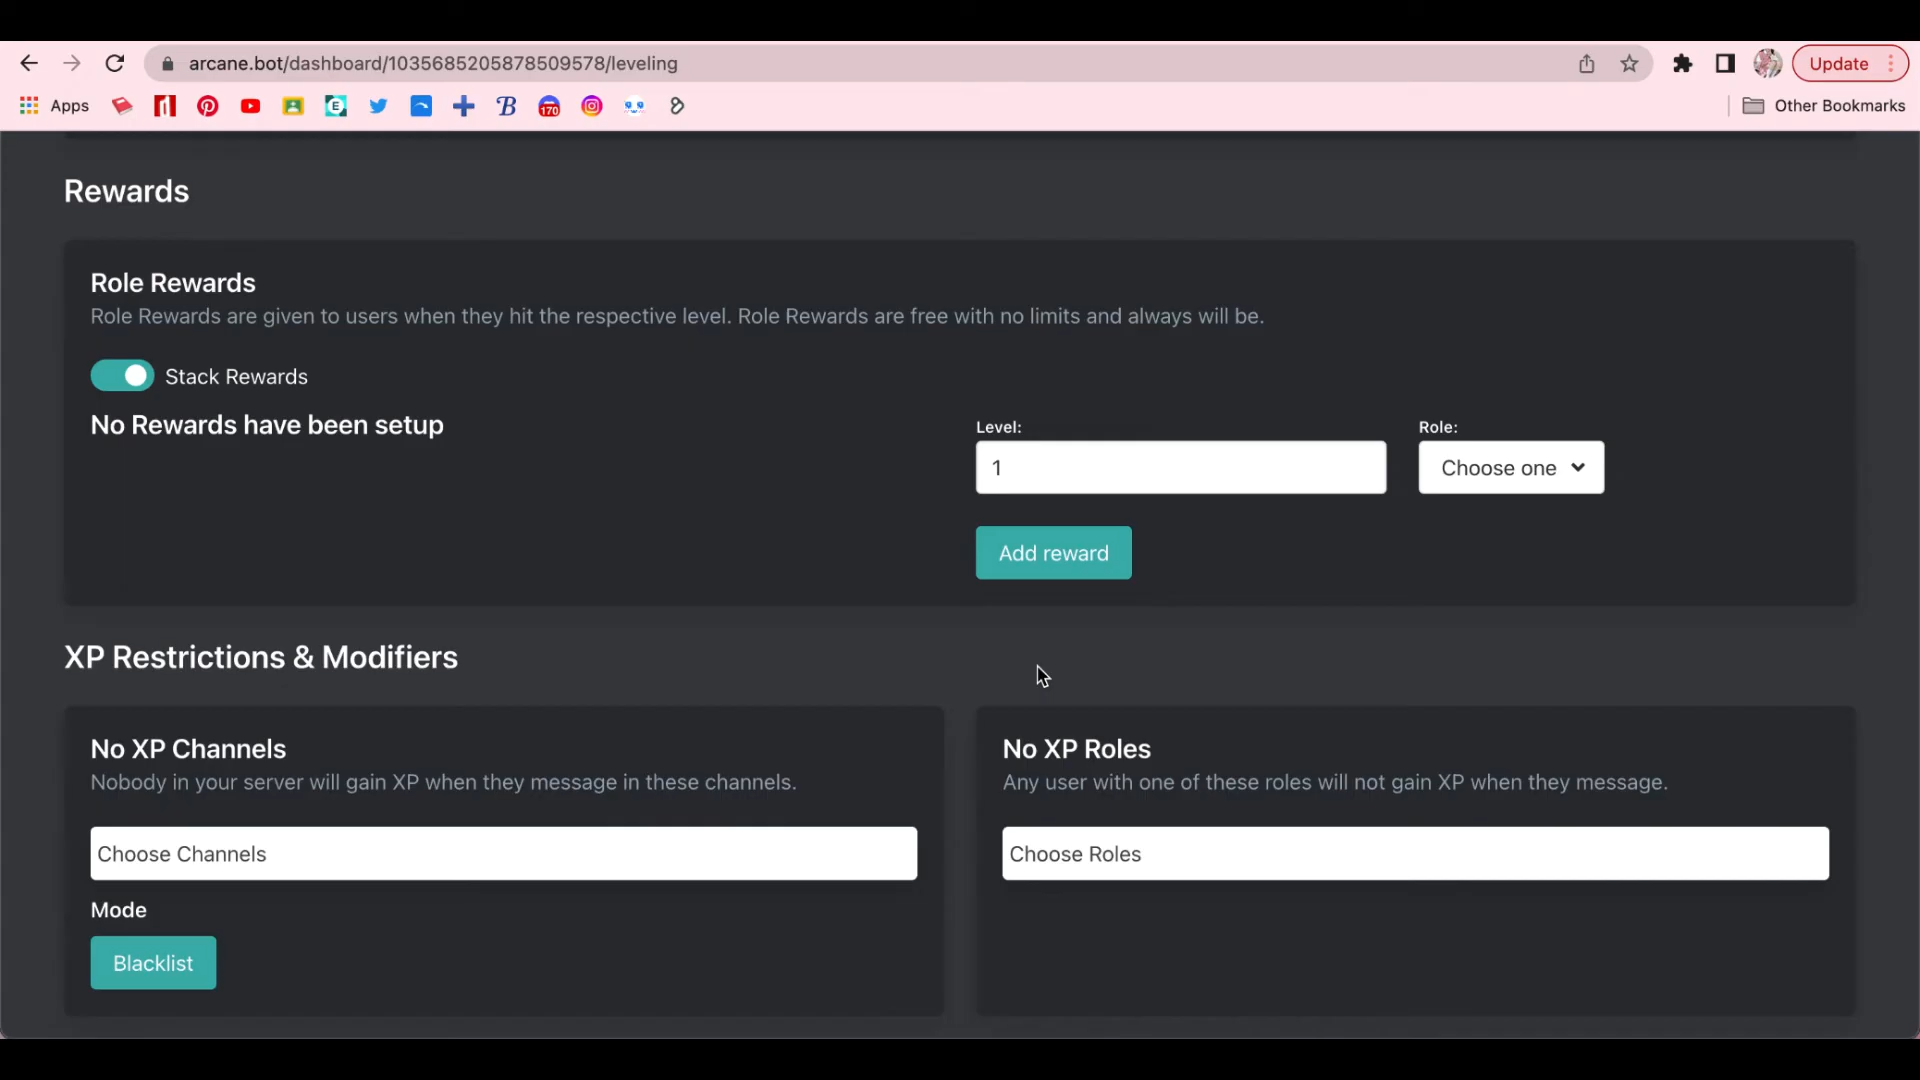 arcane.bot/dashboard/1035685205878509578/leveling
Update
Apps
170
Other Bookmarks
Rewards
Role Rewards
Role Rewards are given to users when they hit the respective level. Role Rewards are free with no limits and always will be.
Stack Rewards
No Rewards have been setup
Level:
Role:
1
Choose one
Add reward
XP Restrictions & Modifiers
No XP Channels
Nobody in your server will gain XP when they message in these channels.
Choose Channels
Mode
Blacklist
No XP Roles
Any user with one of these roles will not gain XP when they message.
Choose Roles